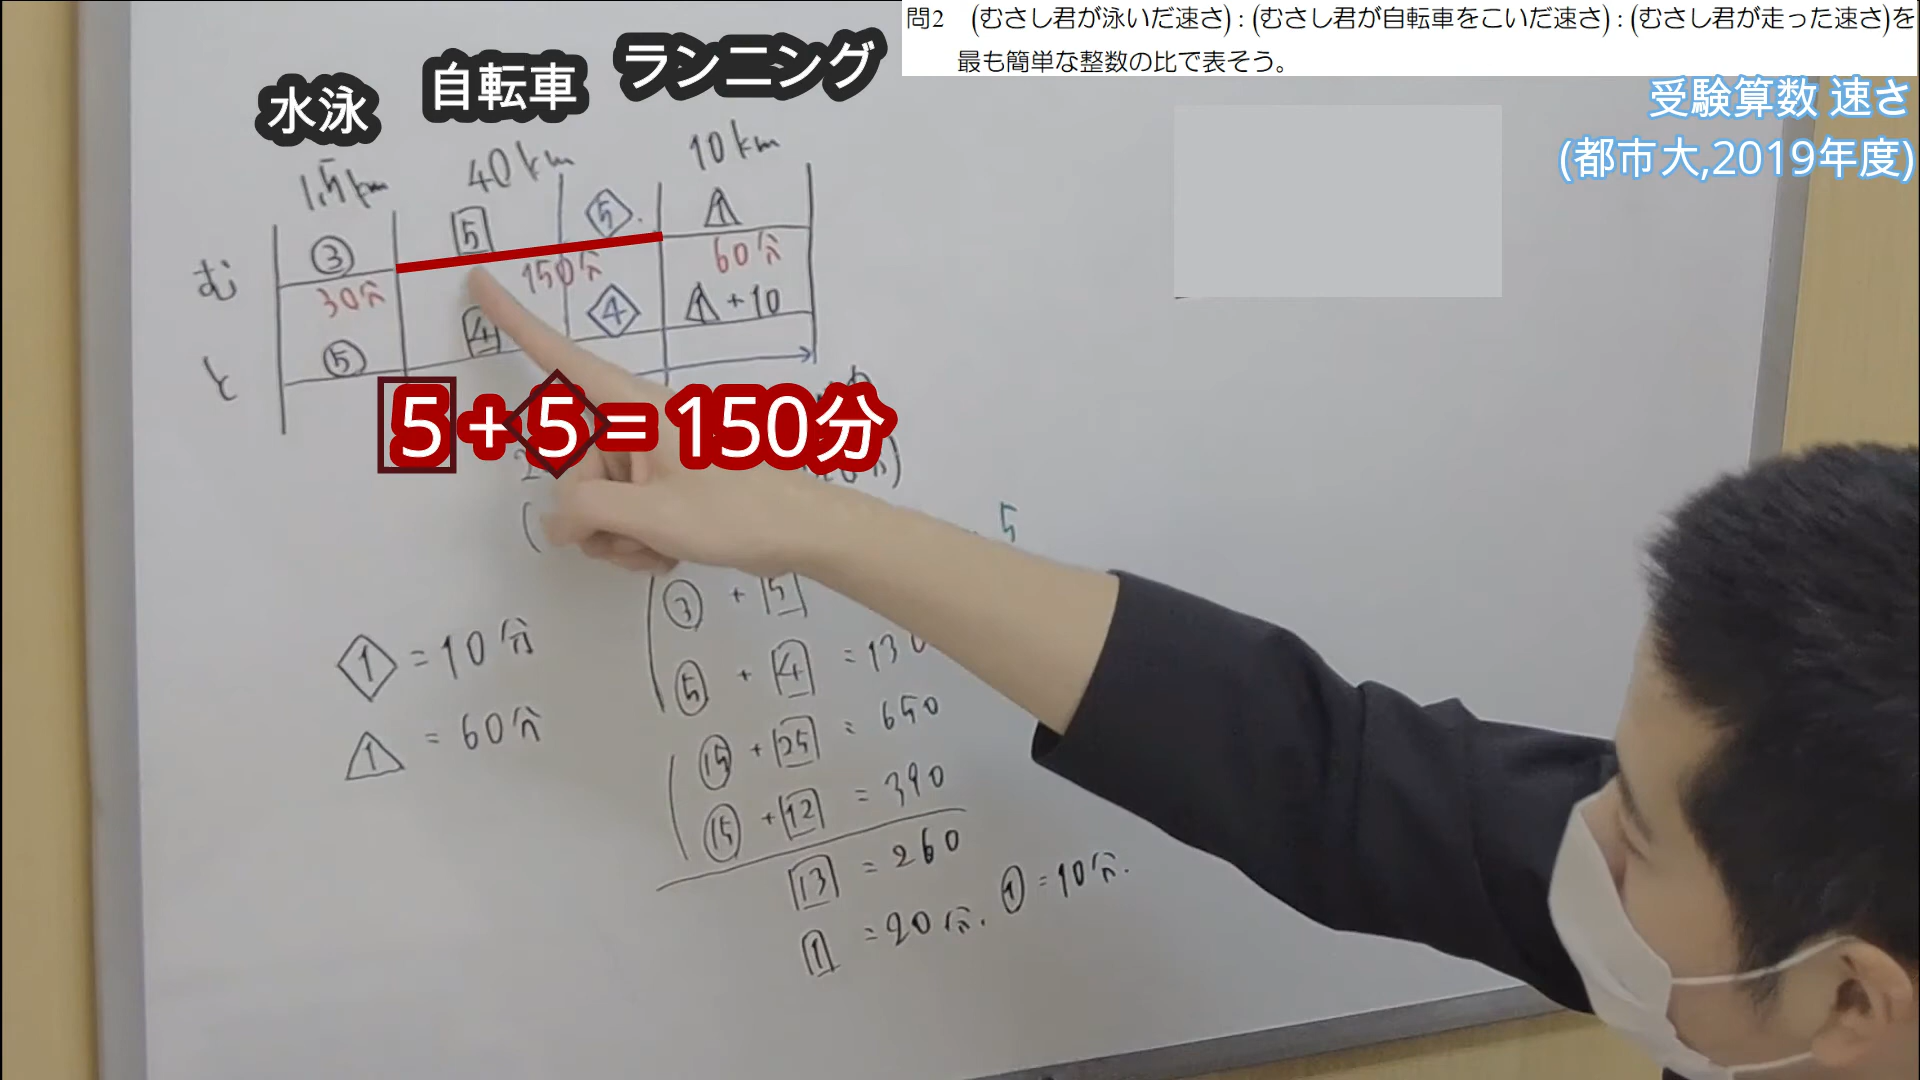 問2 (むさし君が泳いだ速さ):(むさし君が自転車をこいだ速さ):(むさし君が走った速さ)を
最も簡単な整数の比で表そう。
受験算数 速さ
(都市大,2019年度)
水泳 自転車 ランニング
1.5km 40km 10km
む ③ 5 5. 1
30分 150分 60分
と ⑤ 4 4 1+10
5+5=150分
5
③ + 5
⑤ + 4 = 130
⑮ + 25 = 650
⑮ + 12 = 390
13 = 260
1 = 20分. ① = 10分.
1 = 10分
1 = 60分